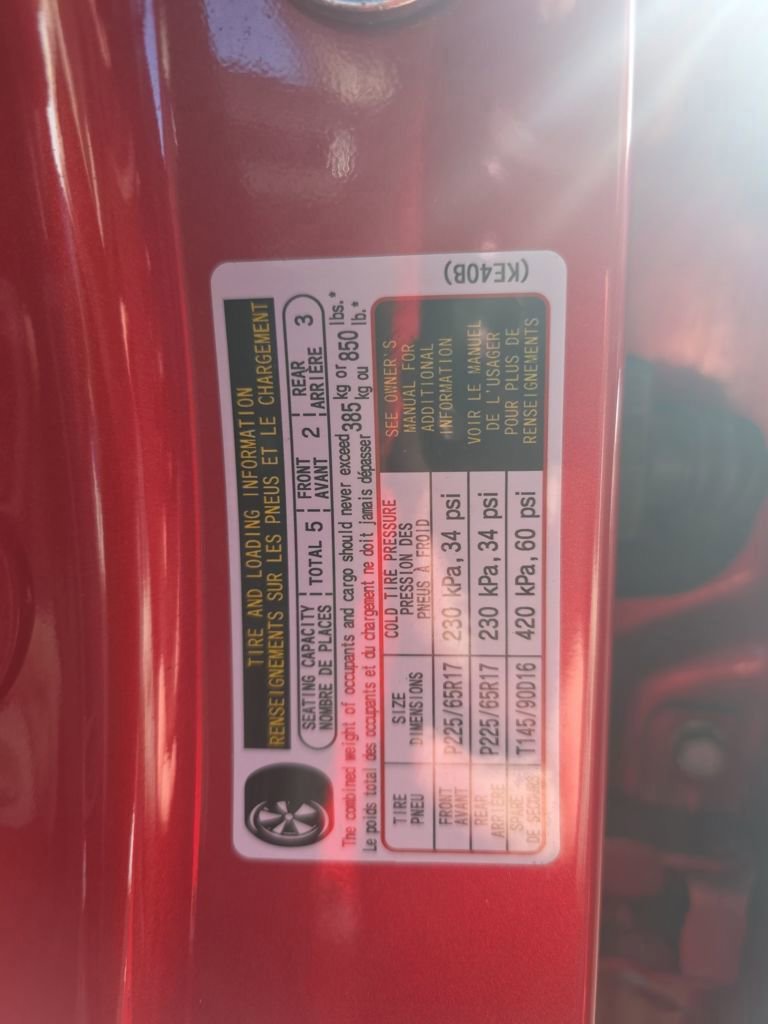 TIRE AND LOADING INFORMATION
RENSEIGNEMENTS SUR LES PNEUS ET LE CHARGEMENT
SEATING CAPACITY TOTAL 5 FRONT 2 REAR 3
NOMBRE DE PLACES AVANT ARRIÈRE
The combined weight of occupants and cargo should never exceed 385 kg or 850 lbs.*
Le poids total des occupants et du chargement ne doit jamais dépasser kg ou lb.*
TIRE
PNEU
SIZE
DIMENSIONS
COLD TIRE PRESSURE
PRESSION DES
PNEUS À FROID
FRONT
AVANT
P225/65R17
230 kPa, 34 psi
REAR
ARRIÈRE
P225/65R17
230 kPa, 34 psi
SPARE
DE SECOURS
T145/90D16
420 kPa, 60 psi
SEE OWNER'S
MANUAL FOR
ADDITIONAL
INFORMATION
VOIR LE MANUEL
DE L'USAGER
POUR PLUS DE
RENSEIGNEMENTS
(KE40B)